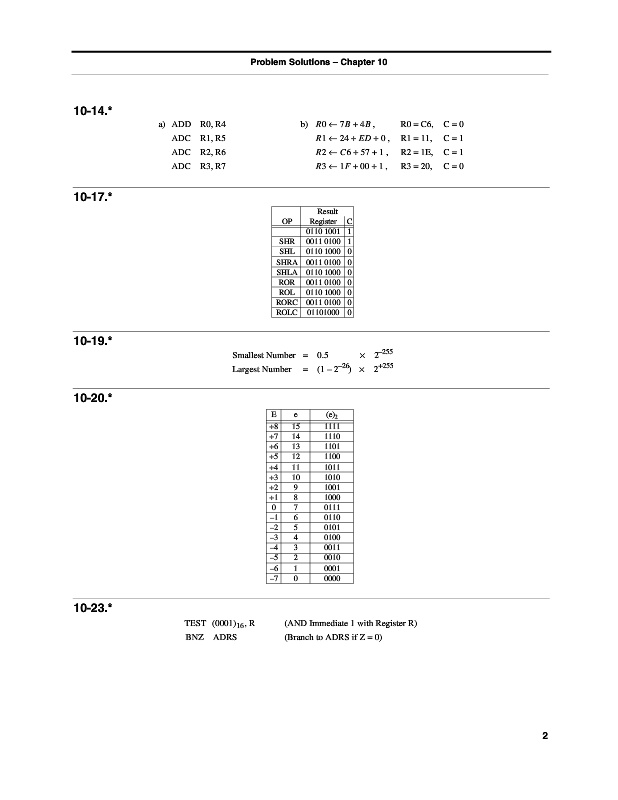 Problem Solutions – Chapter 10
10-14.*
a) ADD R0, R4 b) R0 ← 7B + 4B , R0 = C6, C = 0
ADC R1, R5 R1 ← 24 + ED + 0 , R1 = 11, C = 1
ADC R2, R6 R2 ← C6 + 57 + 1 , R2 = 1E, C = 1
ADC R3, R7 R3 ← 1F + 00 + 1 , R3 = 20, C = 0
10-17.*
Result
OP Register C
0110 1001 1
SHR 0011 0100 1
SHL 0110 1000 0
SHRA 0011 0100 0
SHLA 0110 1000 0
ROR 0011 0100 0
ROL 0110 1000 0
RORC 0011 0100 0
ROLC 01101000 0
10-19.*
Smallest Number = 0.5 × 2^–255
Largest Number = (1 – 2^–26) × 2^+255
10-20.*
E e (e)2
+8 15 1111
+7 14 1110
+6 13 1101
+5 12 1100
+4 11 1011
+3 10 1010
+2 9 1001
+1 8 1000
0 7 0111
–1 6 0110
–2 5 0101
–3 4 0100
–4 3 0011
–5 2 0010
–6 1 0001
–7 0 0000
10-23.*
TEST (0001)16, R (AND Immediate 1 with Register R)
BNZ ADRS (Branch to ADRS if Z = 0)
2